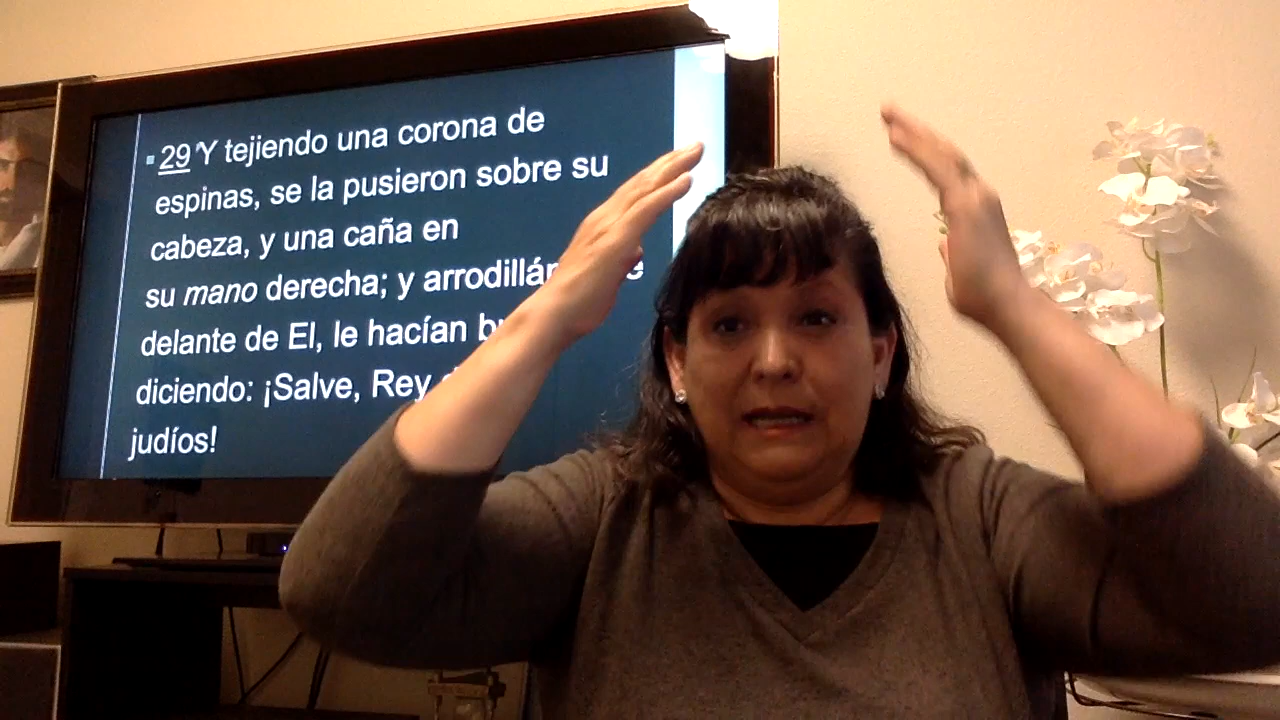 29 Y tejiendo una corona de
espinas, se la pusieron sobre su
cabeza, y una caña en
su mano derecha; y
delante de El, le hacían
diciendo: ¡Salve, Rey
judíos!